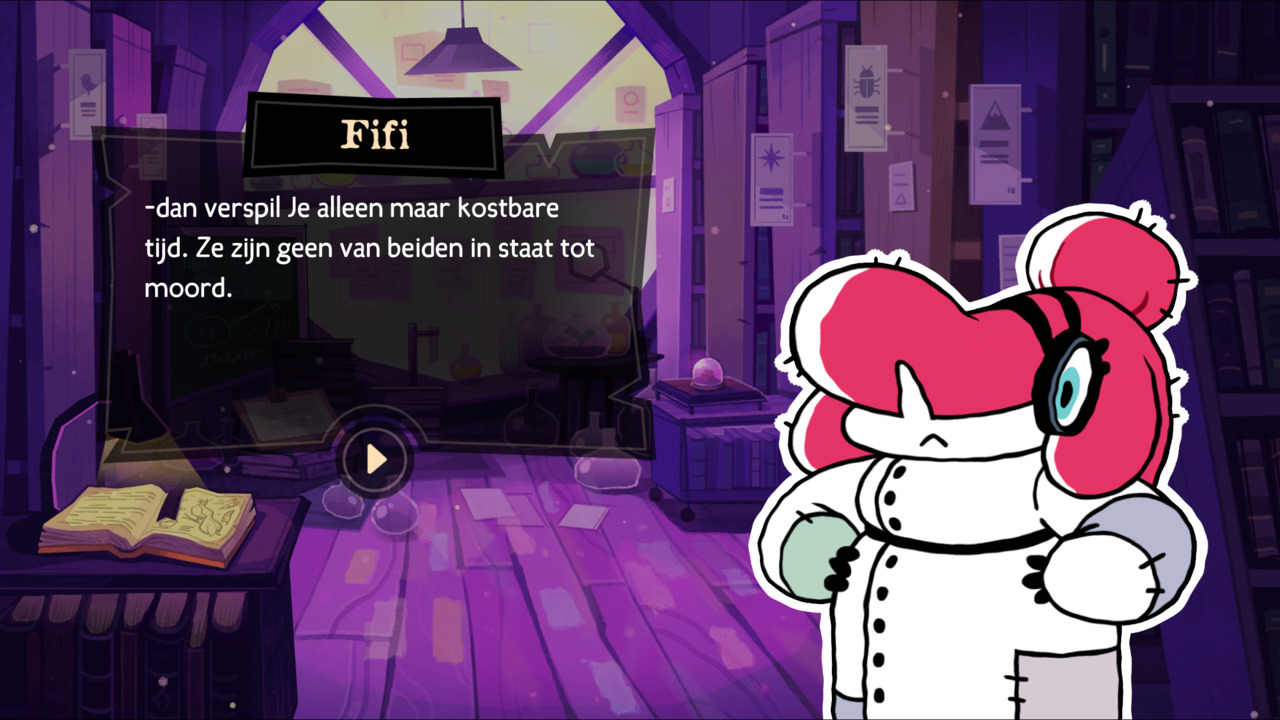 Fifi
-dan verspil Je alleen maar kostbare
tijd. Ze zijn geen van beiden in staat tot
moord.